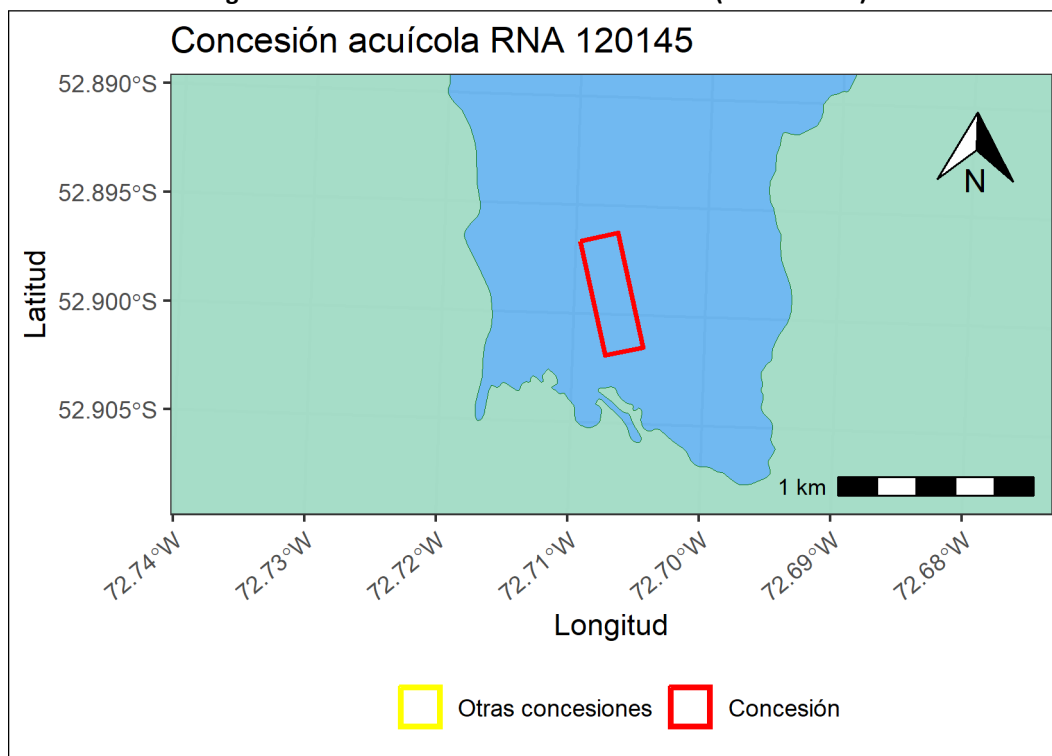 Concesión acuícola RNA 120145
52.890°S
52.895°S
52.900°S
52.905°S
Latitud
N
1 km
72.74°W
72.73°W
72.72°W
72.71°W
72.70°W
72.69°W
72.68°W
Longitud
Otras concesiones
Concesión